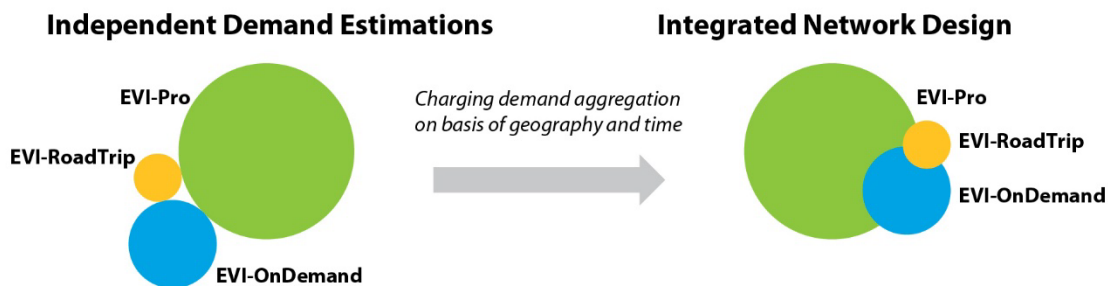 Independent Demand Estimations
Integrated Network Design
EVI-Pro
EVI-RoadTrip
EVI-OnDemand
Charging demand aggregation
on basis of geography and time
EVI-Pro
EVI-RoadTrip
EVI-OnDemand